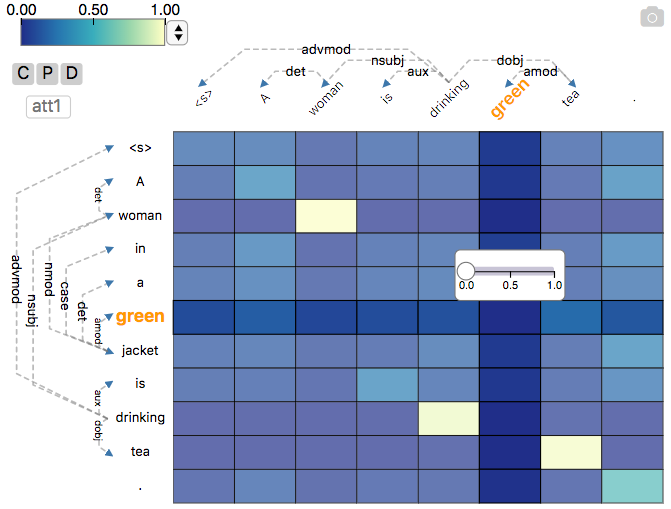 0.00 0.50 1.00
C P D
att1
advmod
nsubj dobj
det aux amod
<s> A woman is drinking green tea .
<s>
A
det
woman
in
a
green
amod
jacket
is
aux
drinking
dobj
tea
.
advmod nsubj nmod case det
0.0 0.5 1.0